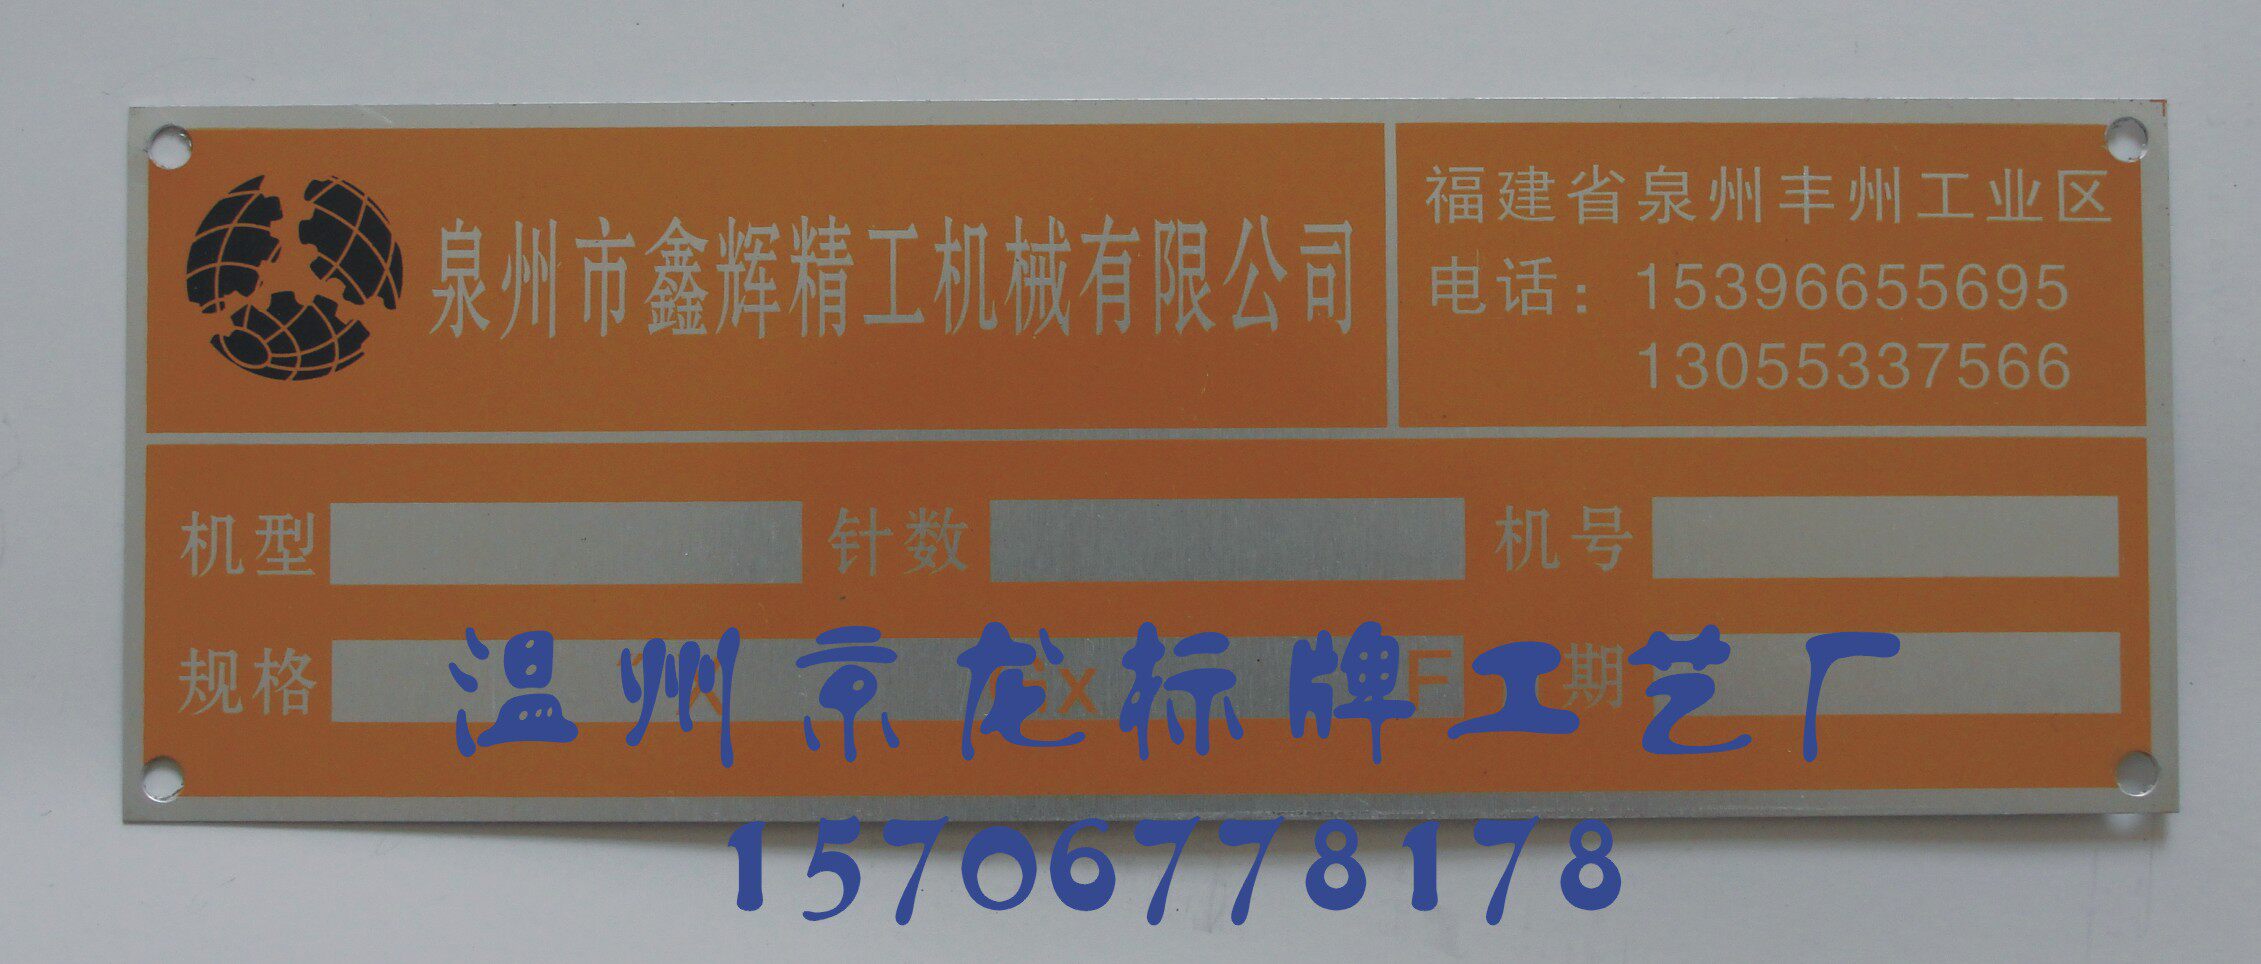 泉州市鑫辉精工机械有限公司
福建省泉州丰州工业区
电话：15396655695
13055337566
机型 针数 机号
规格 x F 期
温州京龙标牌工艺厂
15706778178